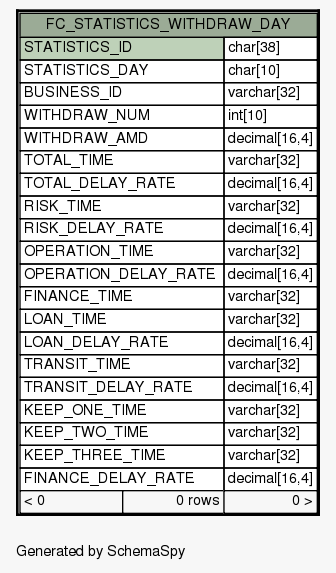 FC_STATISTICS_WITHDRAW_DAY
STATISTICS_ID char[38]
STATISTICS_DAY char[10]
BUSINESS_ID varchar[32]
WITHDRAW_NUM int[10]
WITHDRAW_AMD decimal[16,4]
TOTAL_TIME varchar[32]
TOTAL_DELAY_RATE decimal[16,4]
RISK_TIME varchar[32]
RISK_DELAY_RATE decimal[16,4]
OPERATION_TIME varchar[32]
OPERATION_DELAY_RATE decimal[16,4]
FINANCE_TIME varchar[32]
LOAN_TIME varchar[32]
LOAN_DELAY_RATE decimal[16,4]
TRANSIT_TIME varchar[32]
TRANSIT_DELAY_RATE decimal[16,4]
KEEP_ONE_TIME varchar[32]
KEEP_TWO_TIME varchar[32]
KEEP_THREE_TIME varchar[32]
FINANCE_DELAY_RATE decimal[16,4]
< 0 0 rows 0 >
Generated by SchemaSpy